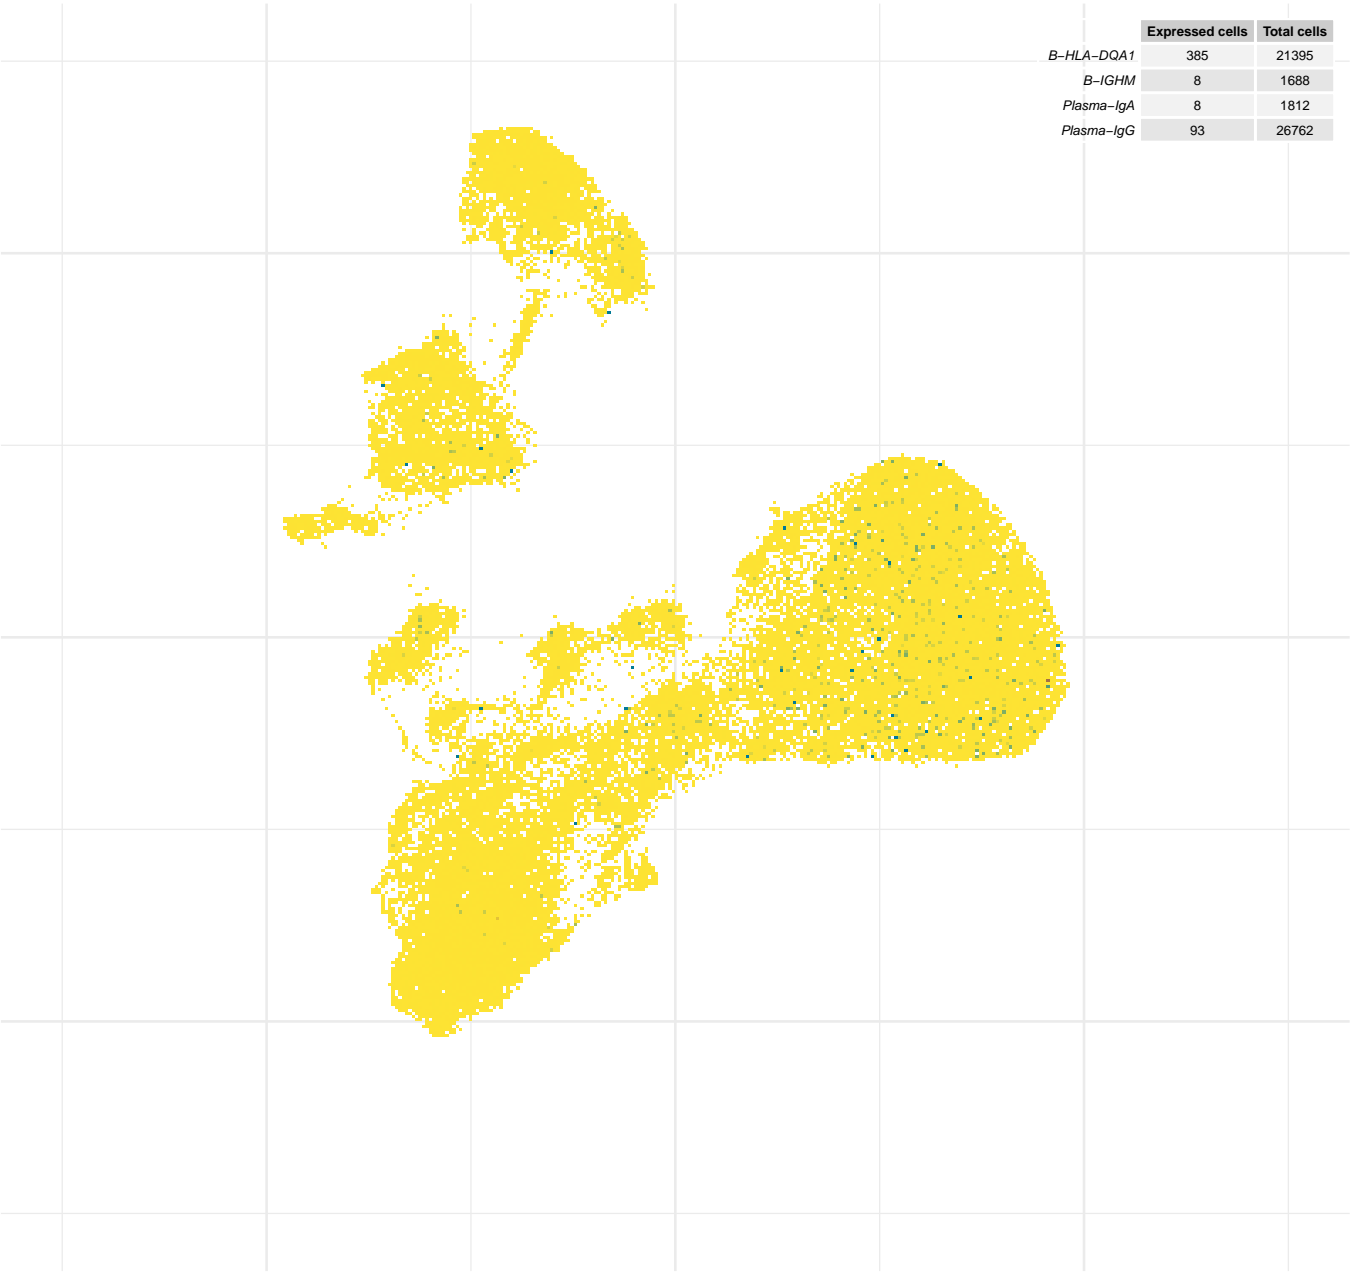 Expressed cells Total cells
B−HLA−DQA1 385 21395
B−IGHM 8 1688
Plasma−IgA 8 1812
Plasma−IgG 93 26762